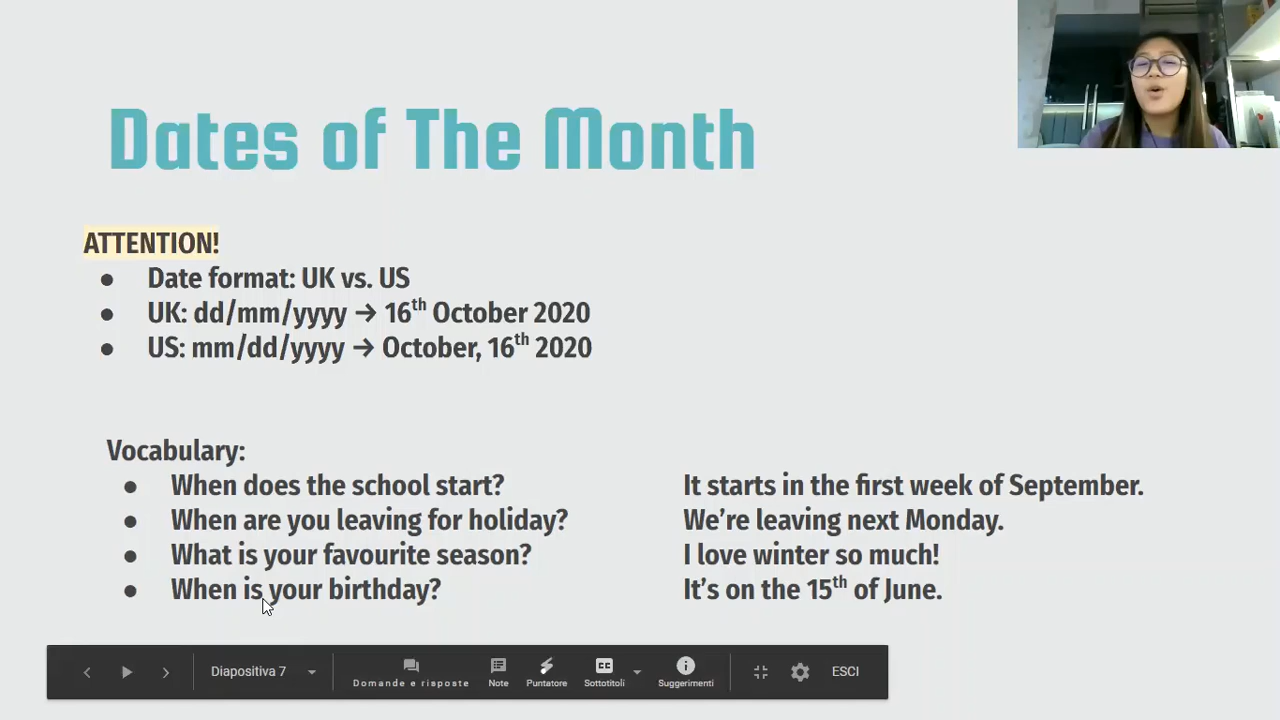 Dates of The Month
ATTENTION!
● Date format: UK vs. US
● UK: dd/mm/yyyy → 16th October 2020
● US: mm/dd/yyyy → October, 16th 2020
Vocabulary:
● When does the school start? It starts in the first week of September.
● When are you leaving for holiday? We're leaving next Monday.
● What is your favourite season? I love winter so much!
● When is your birthday? It's on the 15th of June.
Diapositiva 7 Domande e risposte Note Puntatore Sottotitoli Suggerimenti ESCI